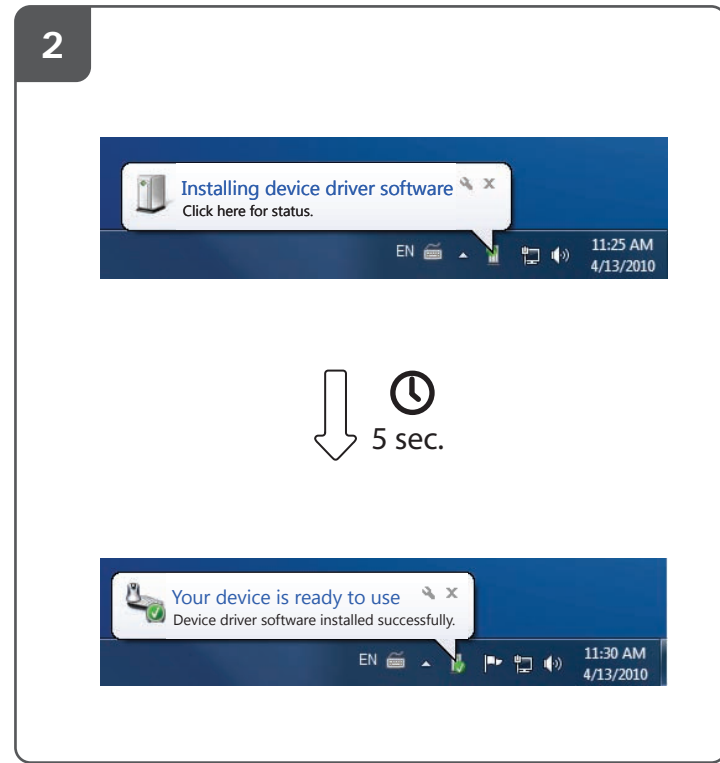 2
Installing device driver software
Click here for status.
EN
11:25 AM
4/13/2010
5 sec.
Your device is ready to use
Device driver software installed successfully.
EN
11:30 AM
4/13/2010